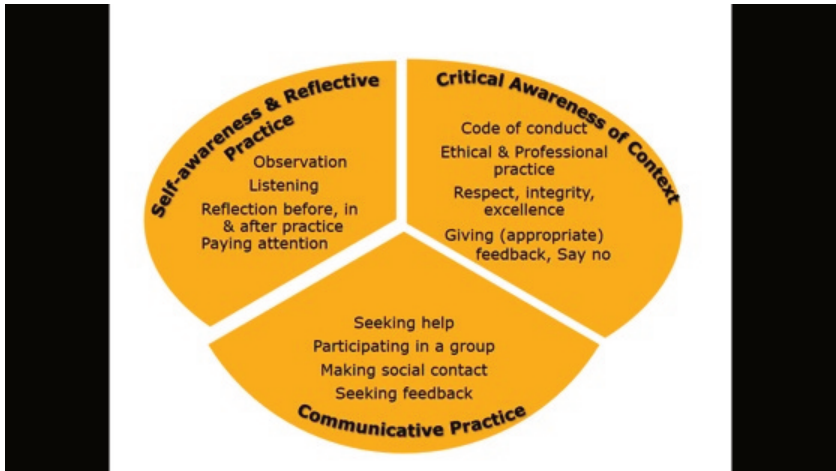 Self-awareness & Reflective
Practice
Observation
Listening
Reflection before, in
& after practice
Paying attention
Critical Awareness of Context
Code of conduct
Ethical & Professional
practice
Respect, integrity,
excellence
Giving (appropriate)
feedback, Say no
Seeking help
Participating in a group
Making social contact
Seeking feedback
Communicative Practice